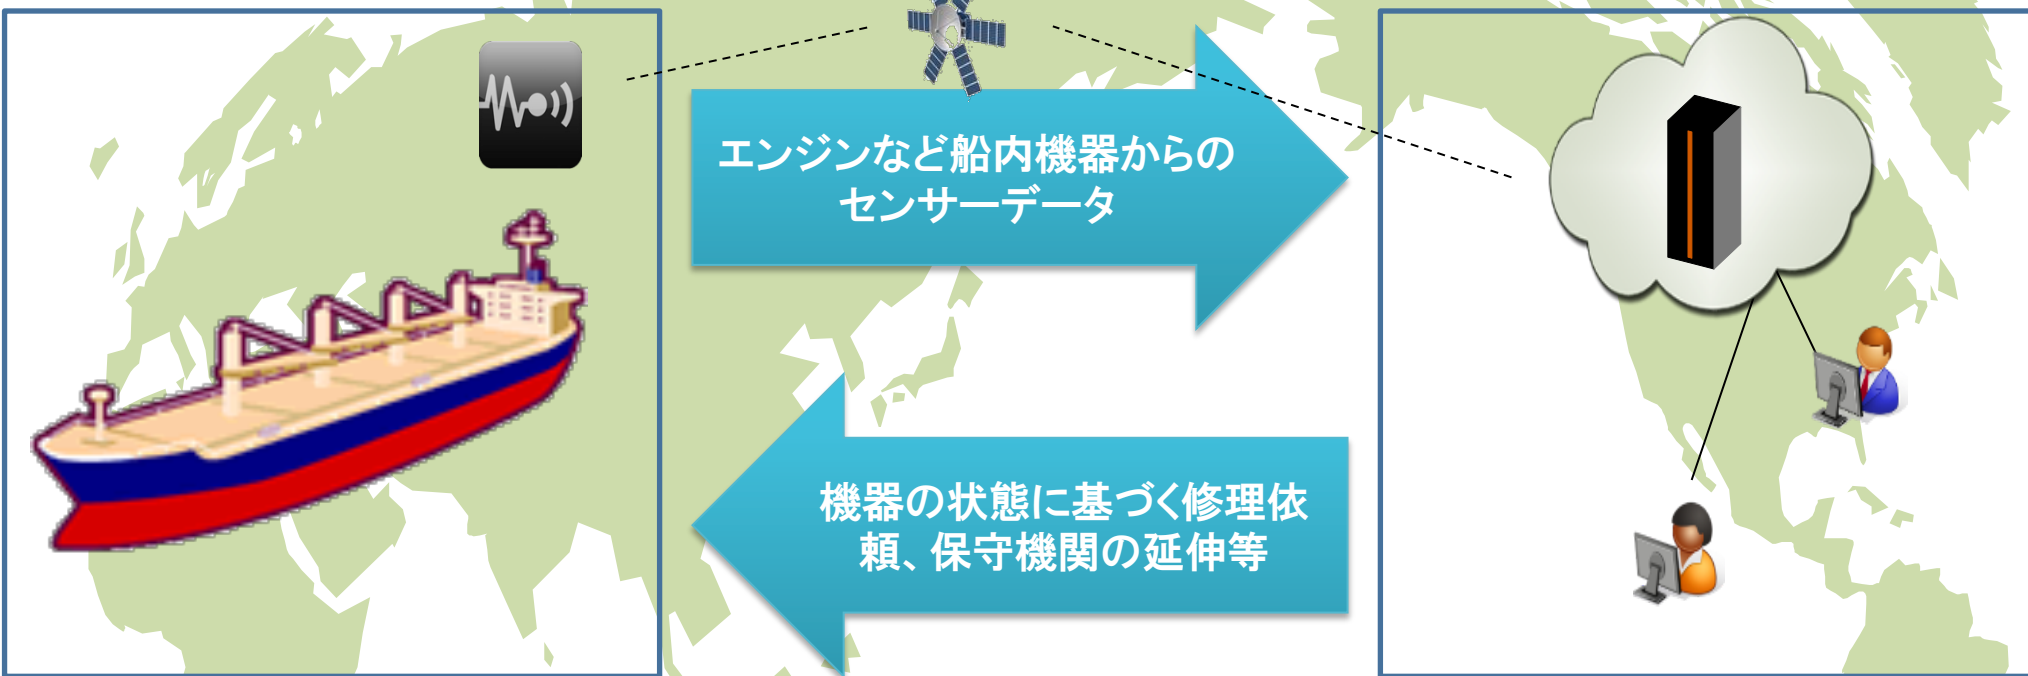 エンジンなど船内機器からの
センサーデータ
機器の状態に基づく修理依
頼、保守機関の延伸等